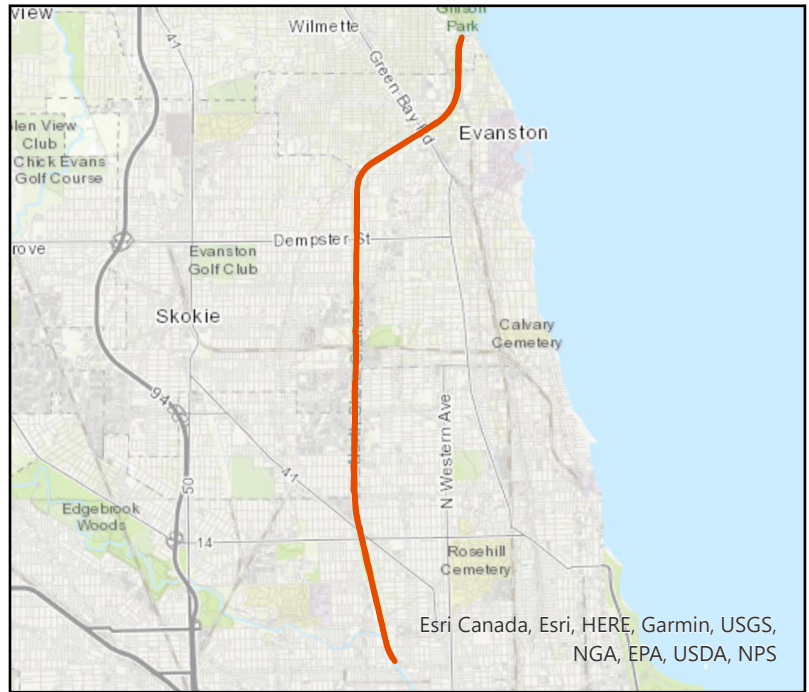 view
Wilmette
Gillson
Park
41
Green Bay Rd
Evanston
len View
Club
Chick Evans
Golf Course
rove
Dempster St
Evanston
Golf Club
Skokie
Calvary
Cemetery
94
N Western Ave
50
41
Edgebrook
Woods
14
Rosehill
Cemetery
Esri Canada, Esri, HERE, Garmin, USGS,
NGA, EPA, USDA, NPS